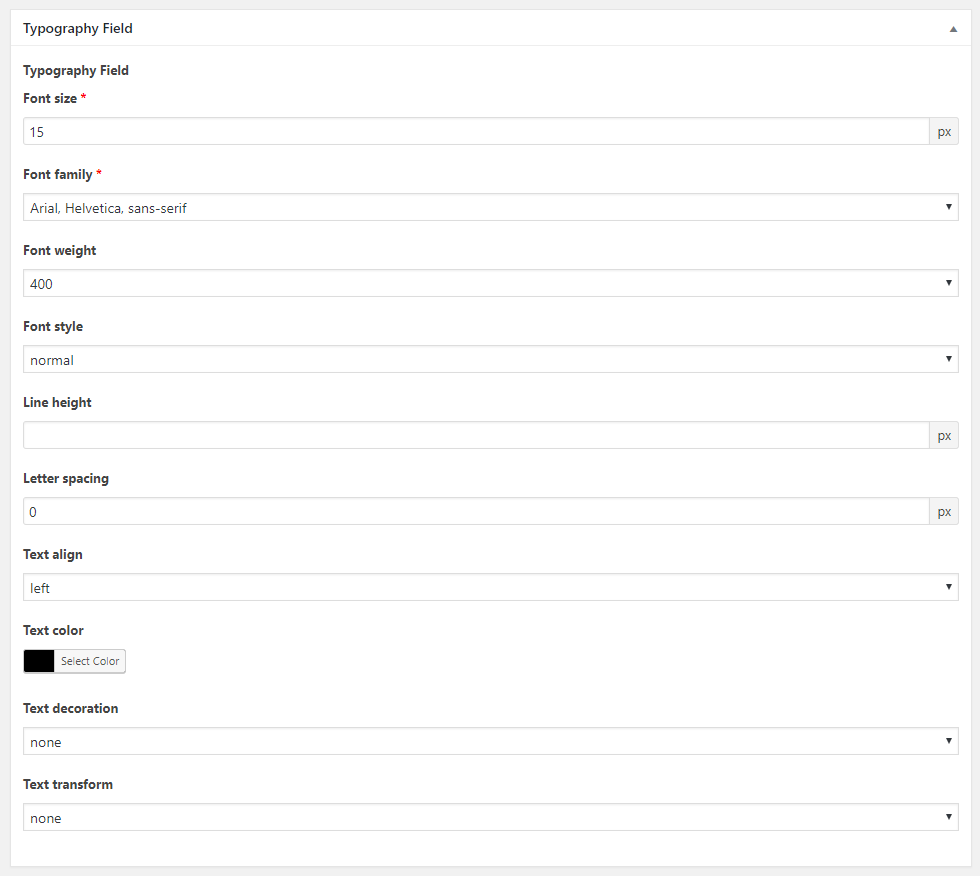 Typography Field
Typography Field
Font size *
15 px
Font family *
Arial, Helvetica, sans-serif
Font weight
400
Font style
normal
Line height
px
Letter spacing
0 px
Text align
left
Text color
Select Color
Text decoration
none
Text transform
none